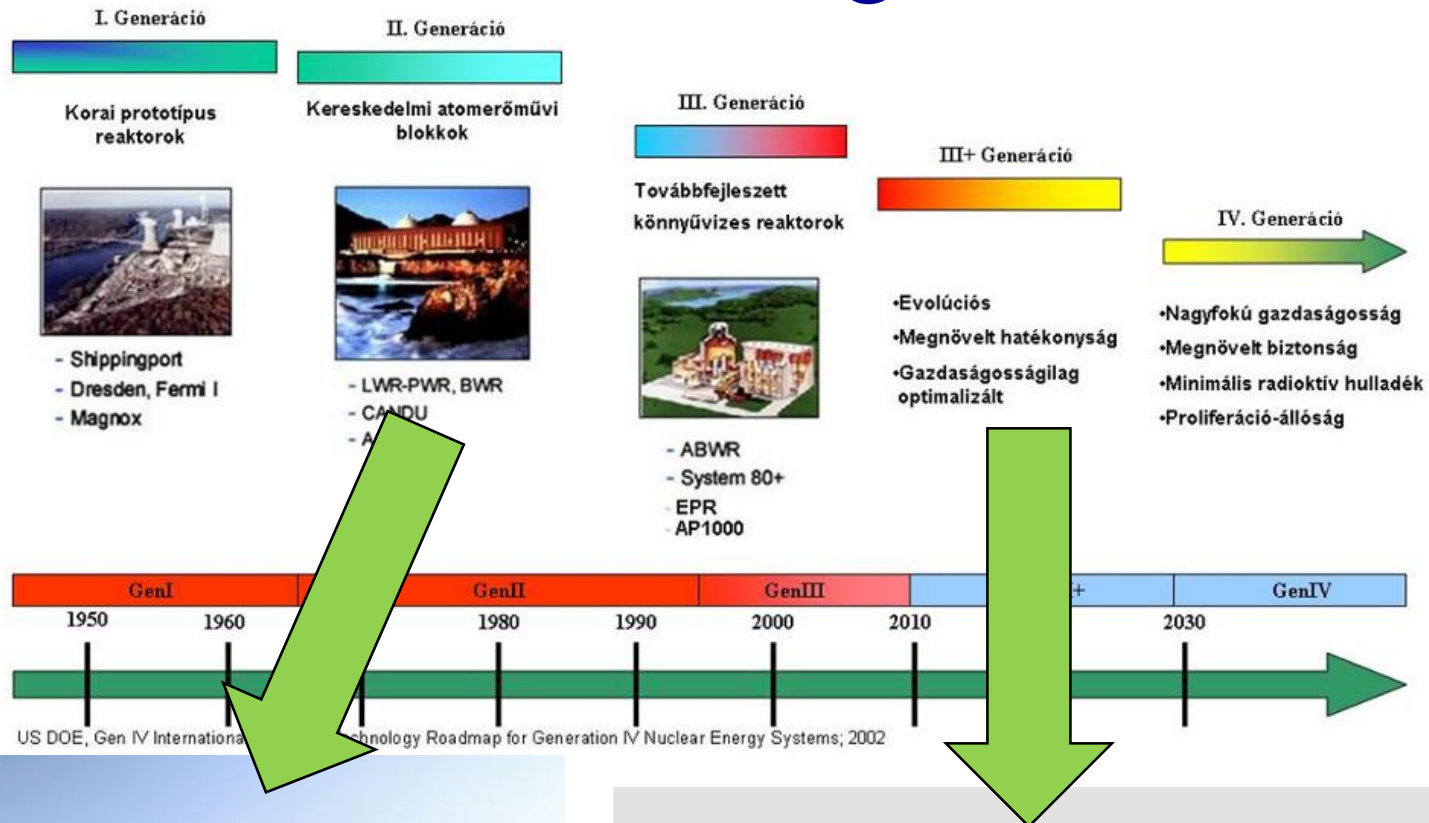 I. Generáció
Korai prototípus
reaktorok
- Shippingport
- Dresden, Fermi I
- Magnox
II. Generáció
Kereskedelmi atomerőművi
blokkok
- LWR-PWR, BWR
- CANDU
- A
III. Generáció
Továbbfejleszett
könnyűvizes reaktorok
- ABWR
- System 80+
- EPR
- AP1000
III+ Generáció
•Evolúciós
•Megnövelt hatékonyság
•Gazdaságosságilag
optimalizált
IV. Generáció
•Nagyfokú gazdaságosság
•Megnövelt biztonság
•Minimális radioktív hulladék
•Proliferáció-állóság
GenI GenII GenIII + GenIV
1950 1960 1980 1990 2000 2010 2030
US DOE, Gen IV International Technology Roadmap for Generation IV Nuclear Energy Systems; 2002